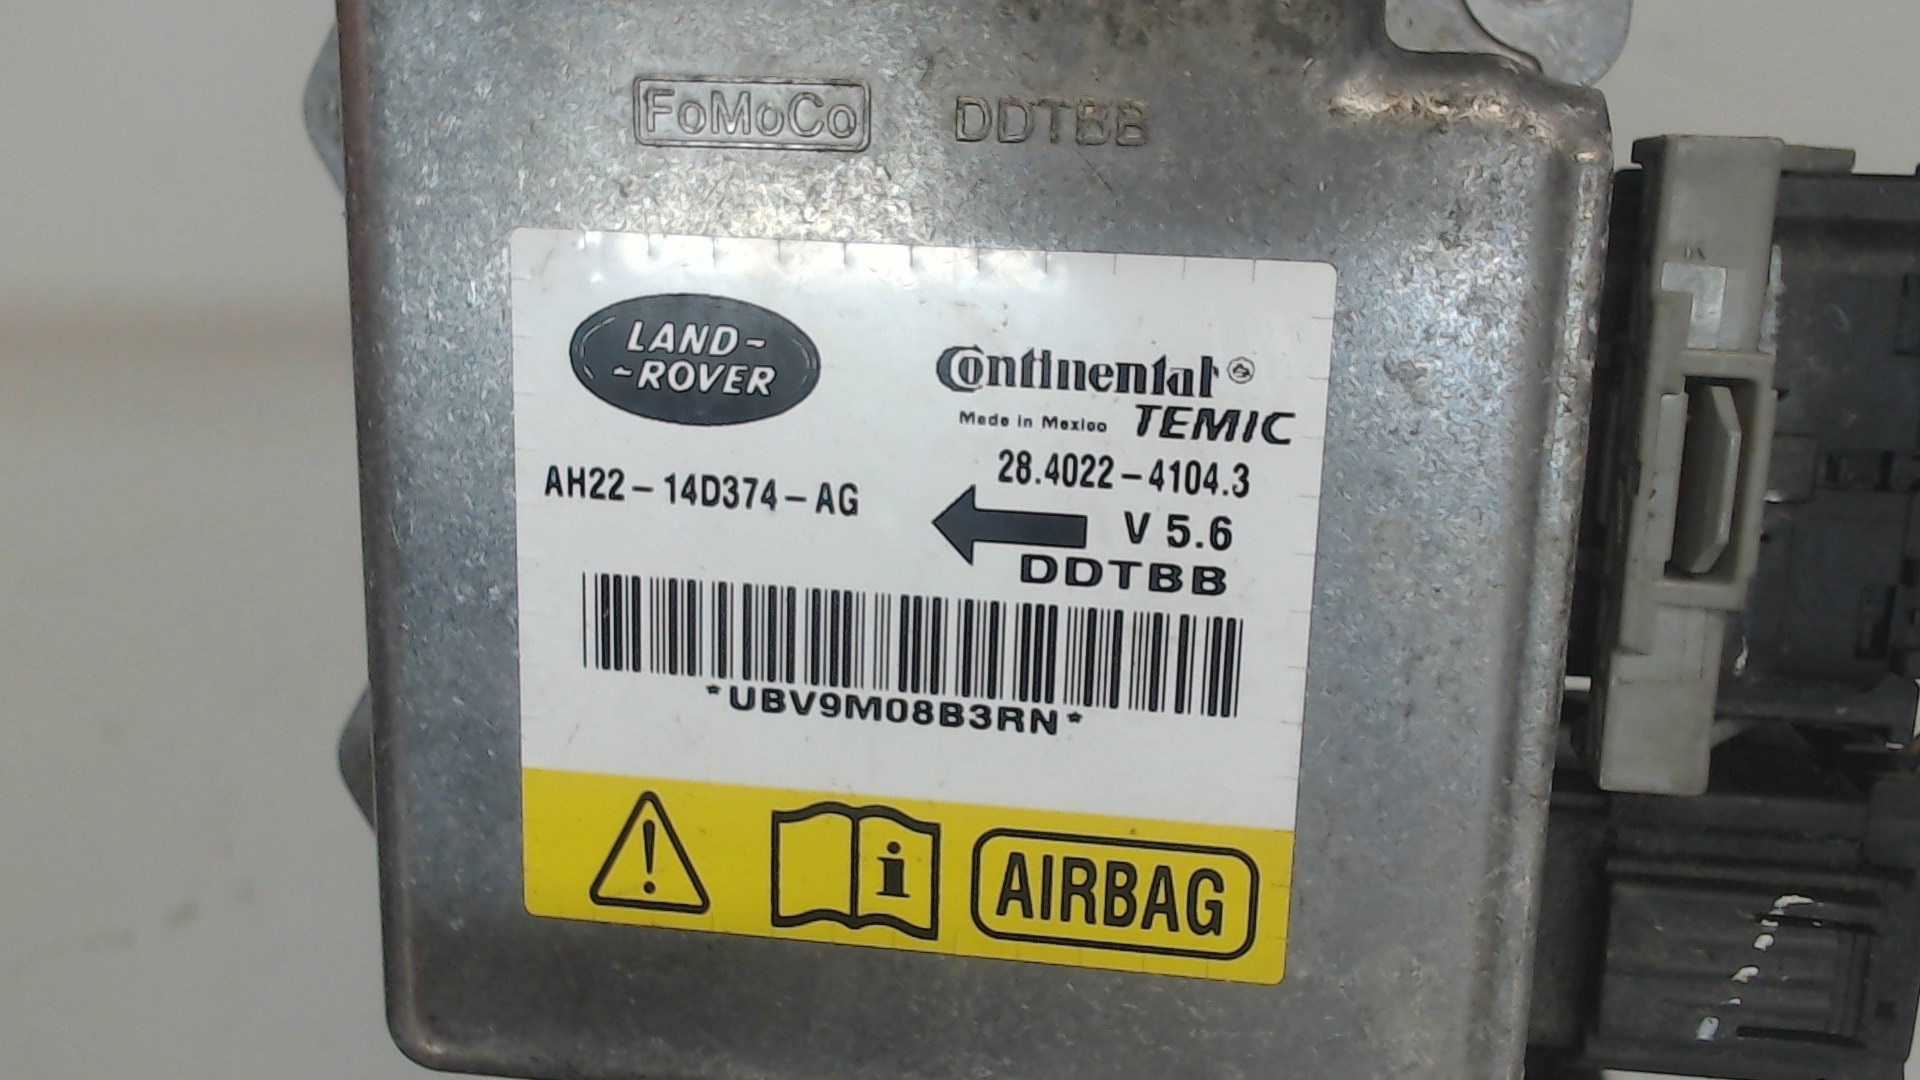 FoMoCo DDTBB
LAND-
-ROVER
Continental
Made in Mexico TEMIC
AH22-14D374-AG
28.4022-4104.3
V 5.6
DDTBB
*UBV9M08B3RN*
AIRBAG